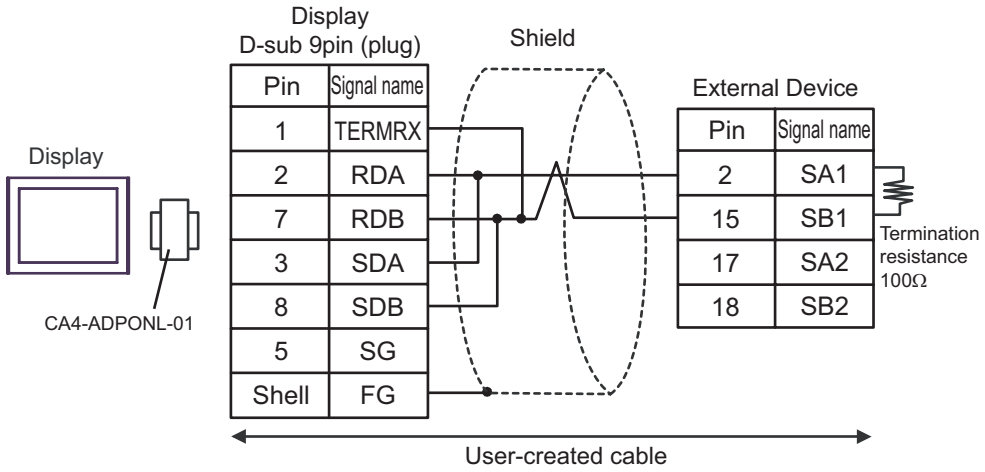 Display
D-sub 9pin (plug)
Shield
External Device
Pin Signal name
1 TERMRX
2 RDA
7 RDB
3 SDA
8 SDB
5 SG
Shell FG
Pin Signal name
2 SA1
15 SB1
17 SA2
18 SB2
Termination
resistance
100Ω
Display
CA4-ADPONL-01
User-created cable